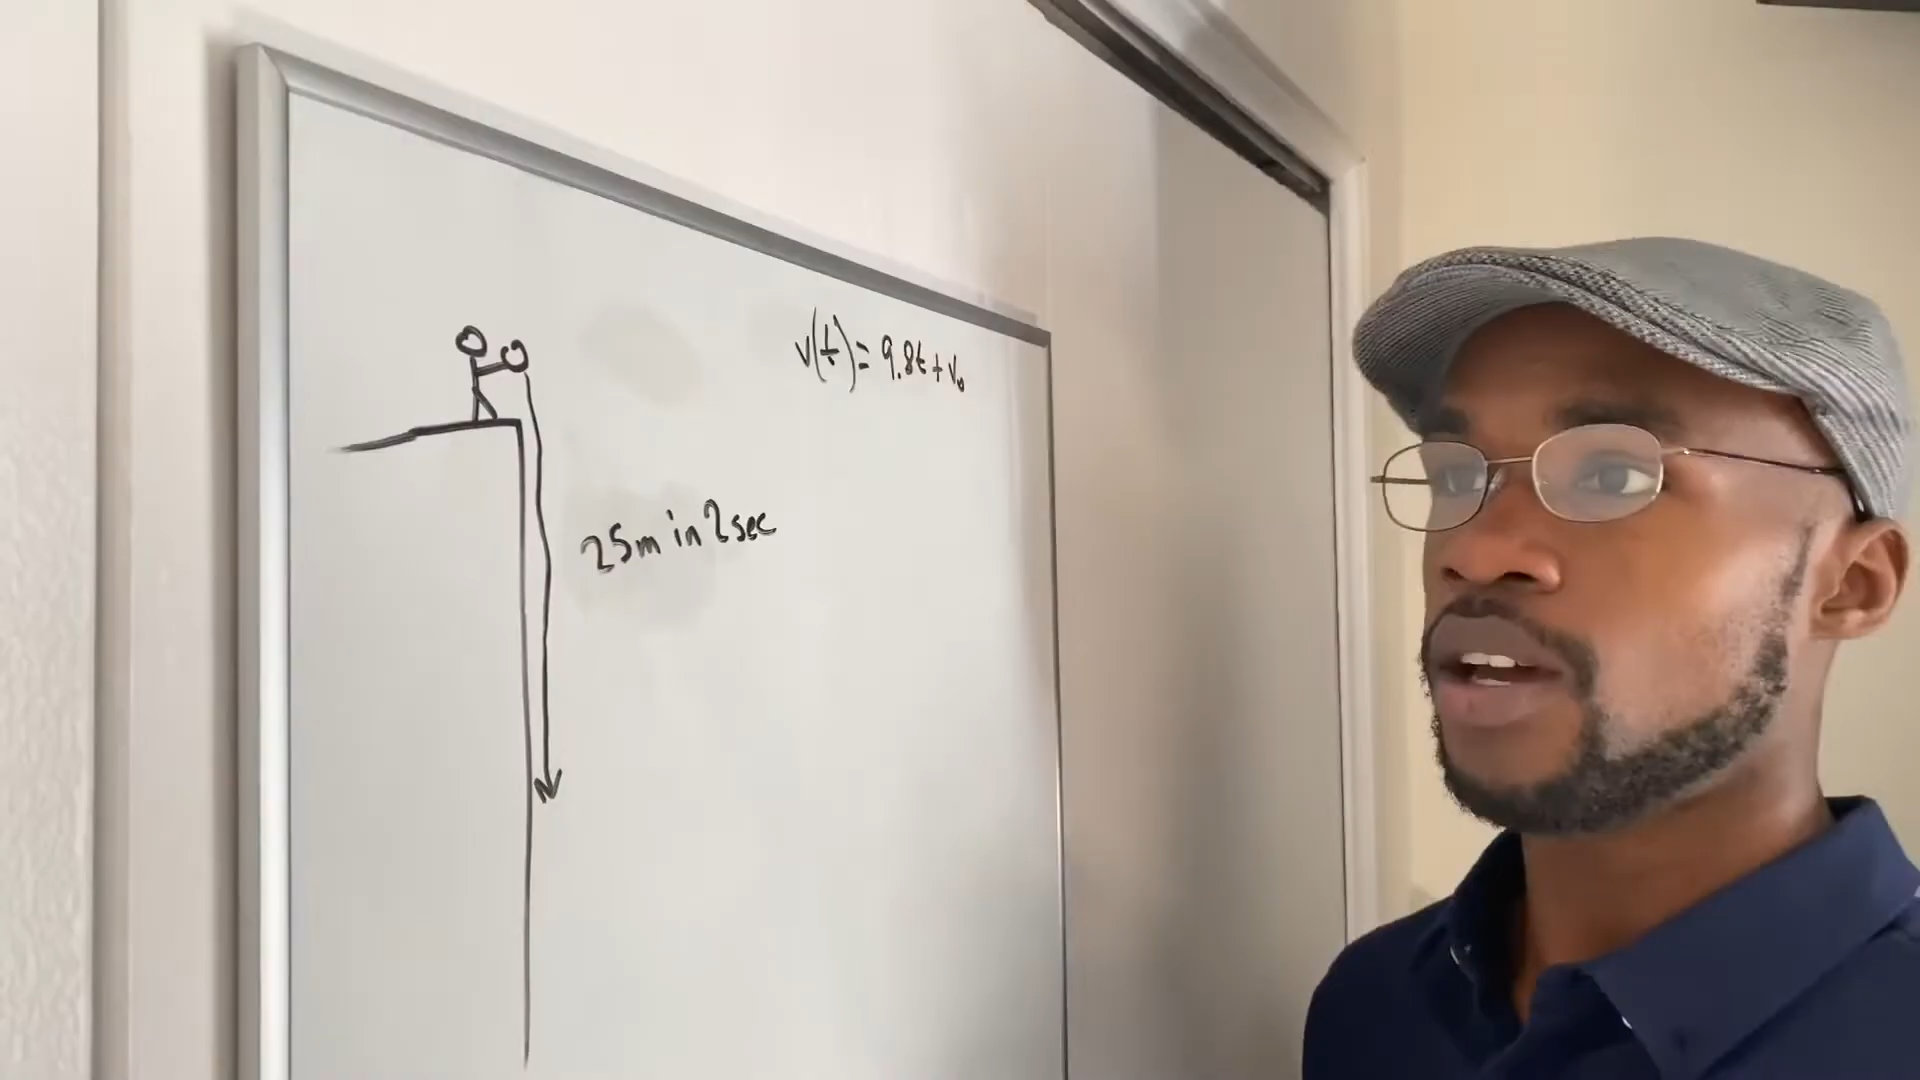 v(t)= 9.8t + v₀
25m in 2sec